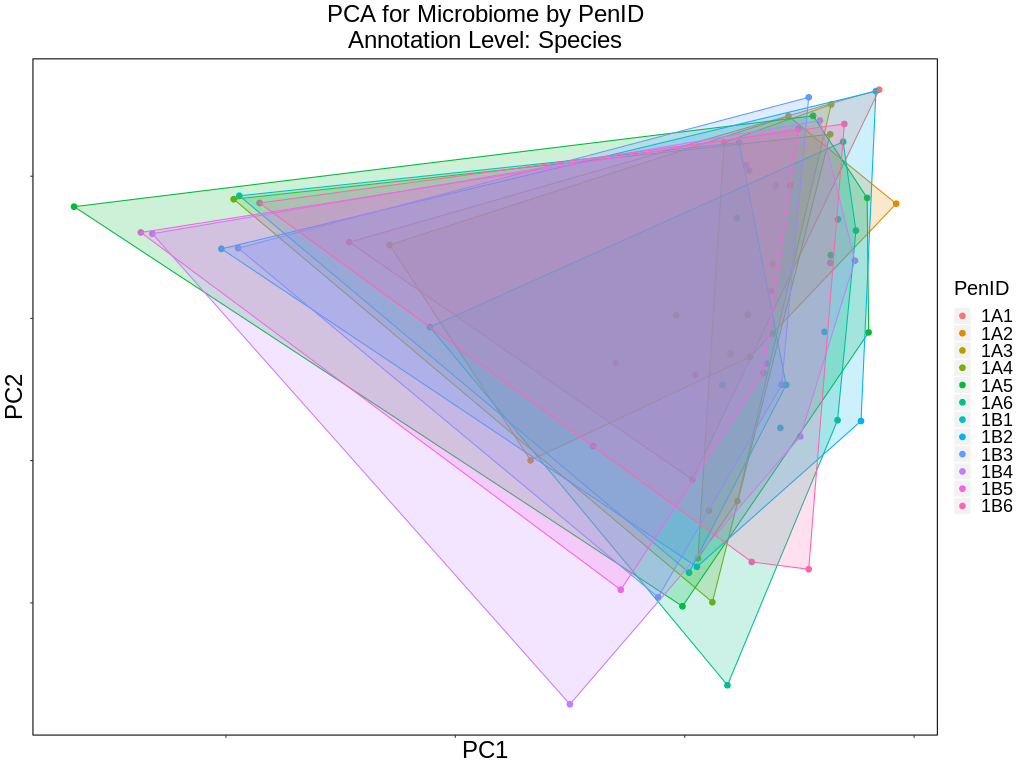 PCA for Microbiome by PenID
Annotation Level: Species
PC2
PC1
PenID
1A1
1A2
1A3
1A4
1A5
1A6
1B1
1B2
1B3
1B4
1B5
1B6